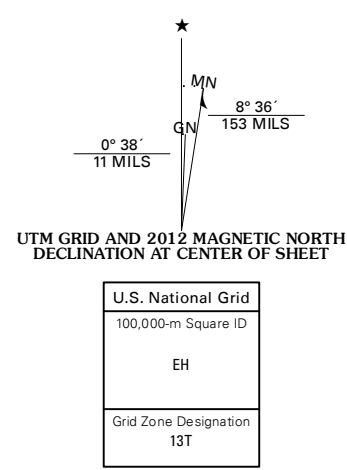 ★
MN
8° 36´
153 MILS
GN
0° 38´
11 MILS
UTM GRID AND 2012 MAGNETIC NORTH
DECLINATION AT CENTER OF SHEET
U.S. National Grid
100,000-m Square ID
EH
Grid Zone Designation
13T